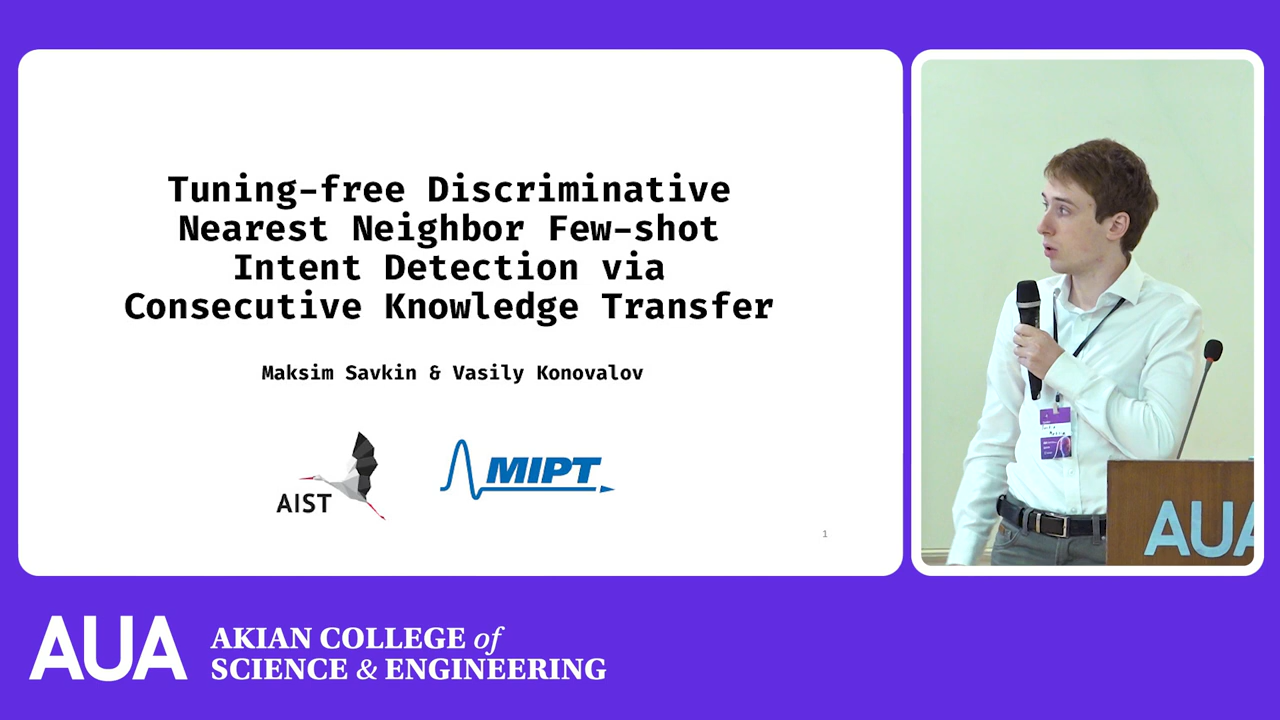 Tuning-free Discriminative
Nearest Neighbor Few-shot
Intent Detection via
Consecutive Knowledge Transfer
Maksim Savkin & Vasily Konovalov
AIST
MIPT
1
AUA
AUA
AKIAN COLLEGE of
SCIENCE & ENGINEERING